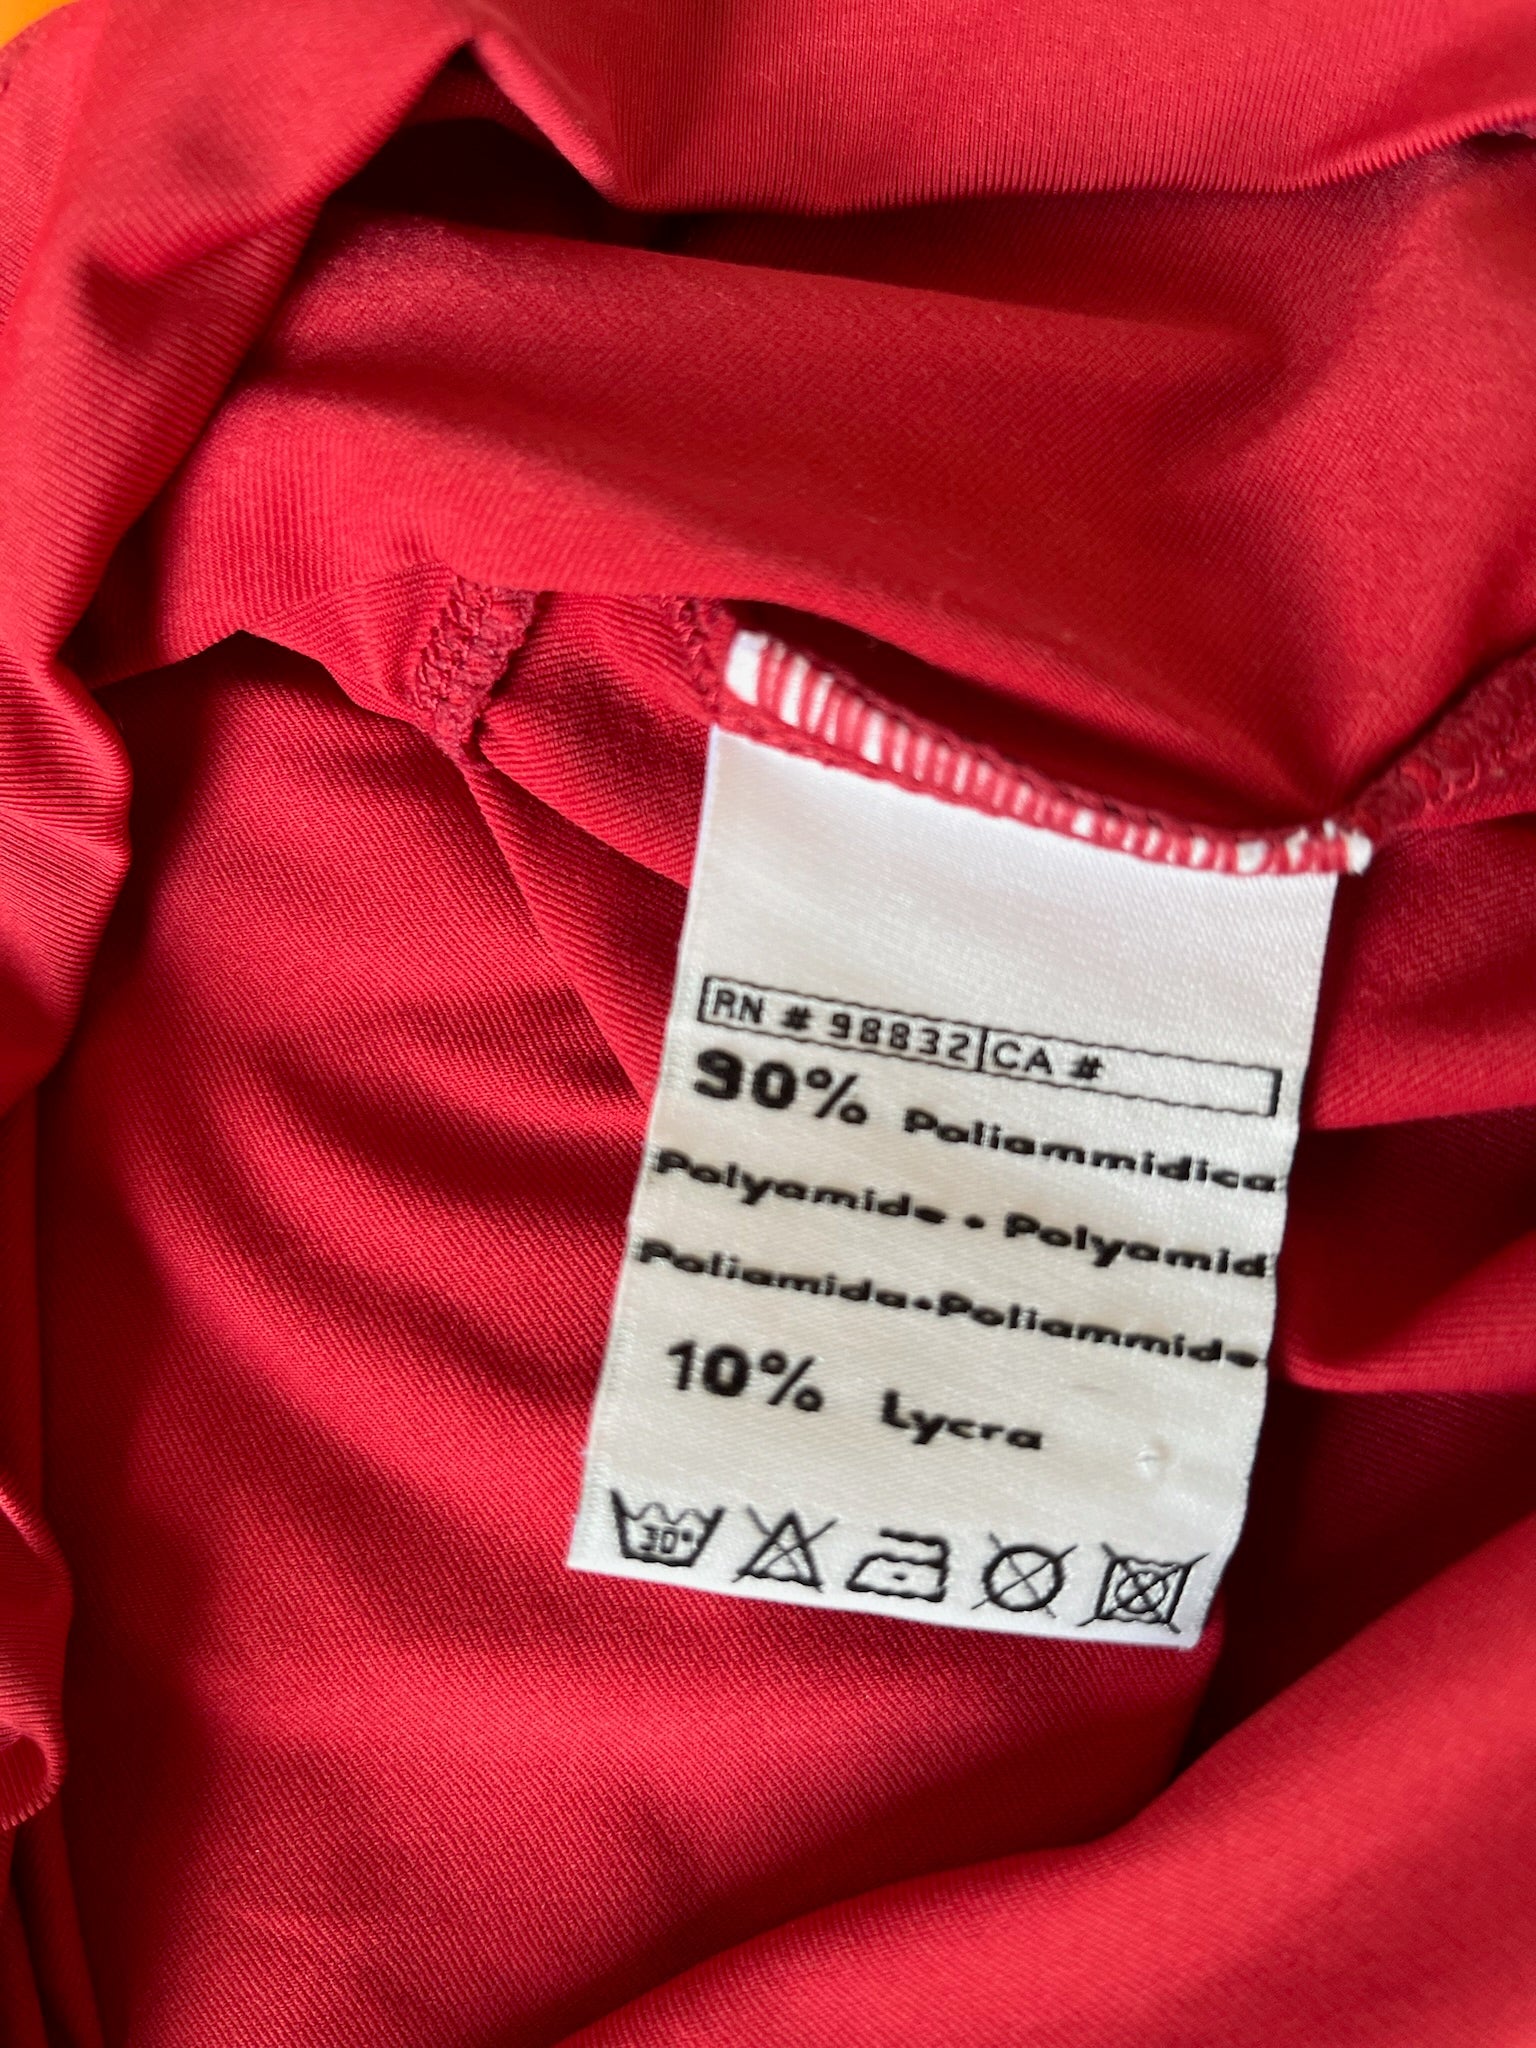 RN # 98832 CA #
90% Poliammidica
Polyamide • Polyamid
Poliamida•Poliammide
10% Lycra
30°